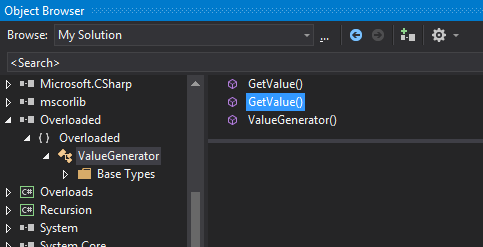 Object Browser
Browse: My Solution ...
<Search>
Microsoft.CSharp
mscorlib
Overloaded
{ } Overloaded
ValueGenerator
Base Types
C# Overloads
C# Recursion
System
System.Core
GetValue()
GetValue()
ValueGenerator()